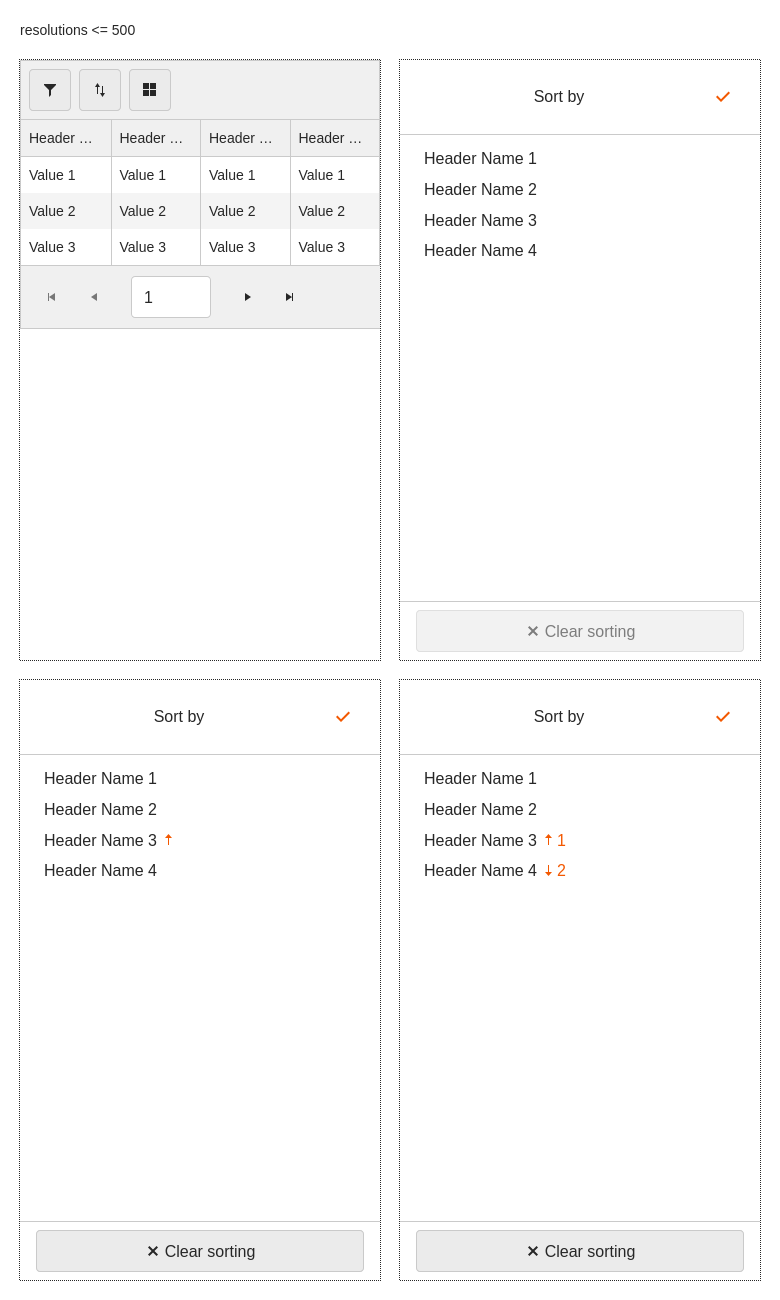 resolutions <= 500
Header … Header … Header … Header …
Value 1 Value 1 Value 1 Value 1
Value 2 Value 2 Value 2 Value 2
Value 3 Value 3 Value 3 Value 3
1
Sort by
Header Name 1
Header Name 2
Header Name 3
Header Name 4
Clear sorting
Sort by
Header Name 1
Header Name 2
Header Name 3
Header Name 4
Clear sorting
Sort by
Header Name 1
Header Name 2
Header Name 3 1
Header Name 4 2
Clear sorting